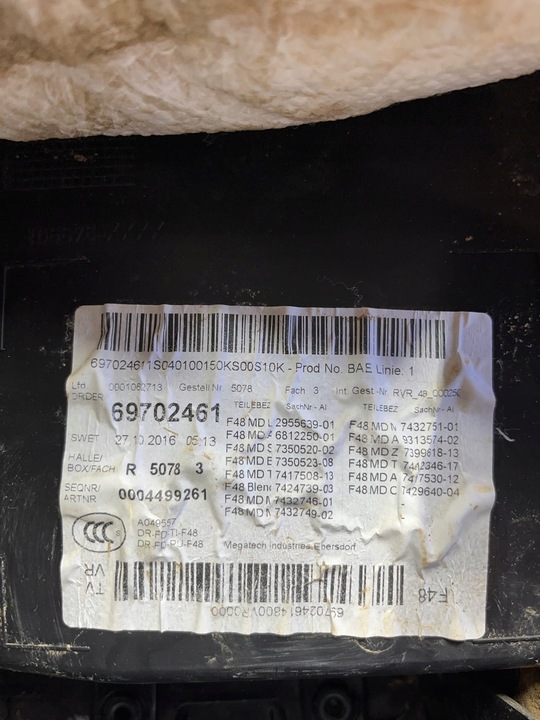 697024611S040100150KS00S10K - Prod No. BAE Linie: 1
Lfd. 0001062713 Gestell Nr. 5078 Fach: 3 Int. Gest.-Nr. RVR_48_000250
ORDER 69702461 TEILEBEZ SachNr - AI TEILEBEZ SachNr - AI
F48 MD L 2955639-01 F48 MD N 7432751-01
F48 MD A 6812250-01 F48 MD A 9313574-02
SWET 27.10.2016 05:13 F48 MD S 7350520-02 F48 MD Z 7399818-13
F48 MD E 7350523-08 F48 MD T 7442346-17
HALLE/ BOX/FACH R 5078 3 F48 MD T 7417508-13 F48 MD A 7417530-12
F48 Blend 7424739-03 F48 MD C 7429640-04
SEQNR/ ARTNR 0004499261 F48 MD M 7432746-01
F48 MD M 7432749-02
CCC S
A049557
DR.FD-TI-F48
DR.FD-PU-F48 Megatech Industries Ebersdorf
TV VR F48